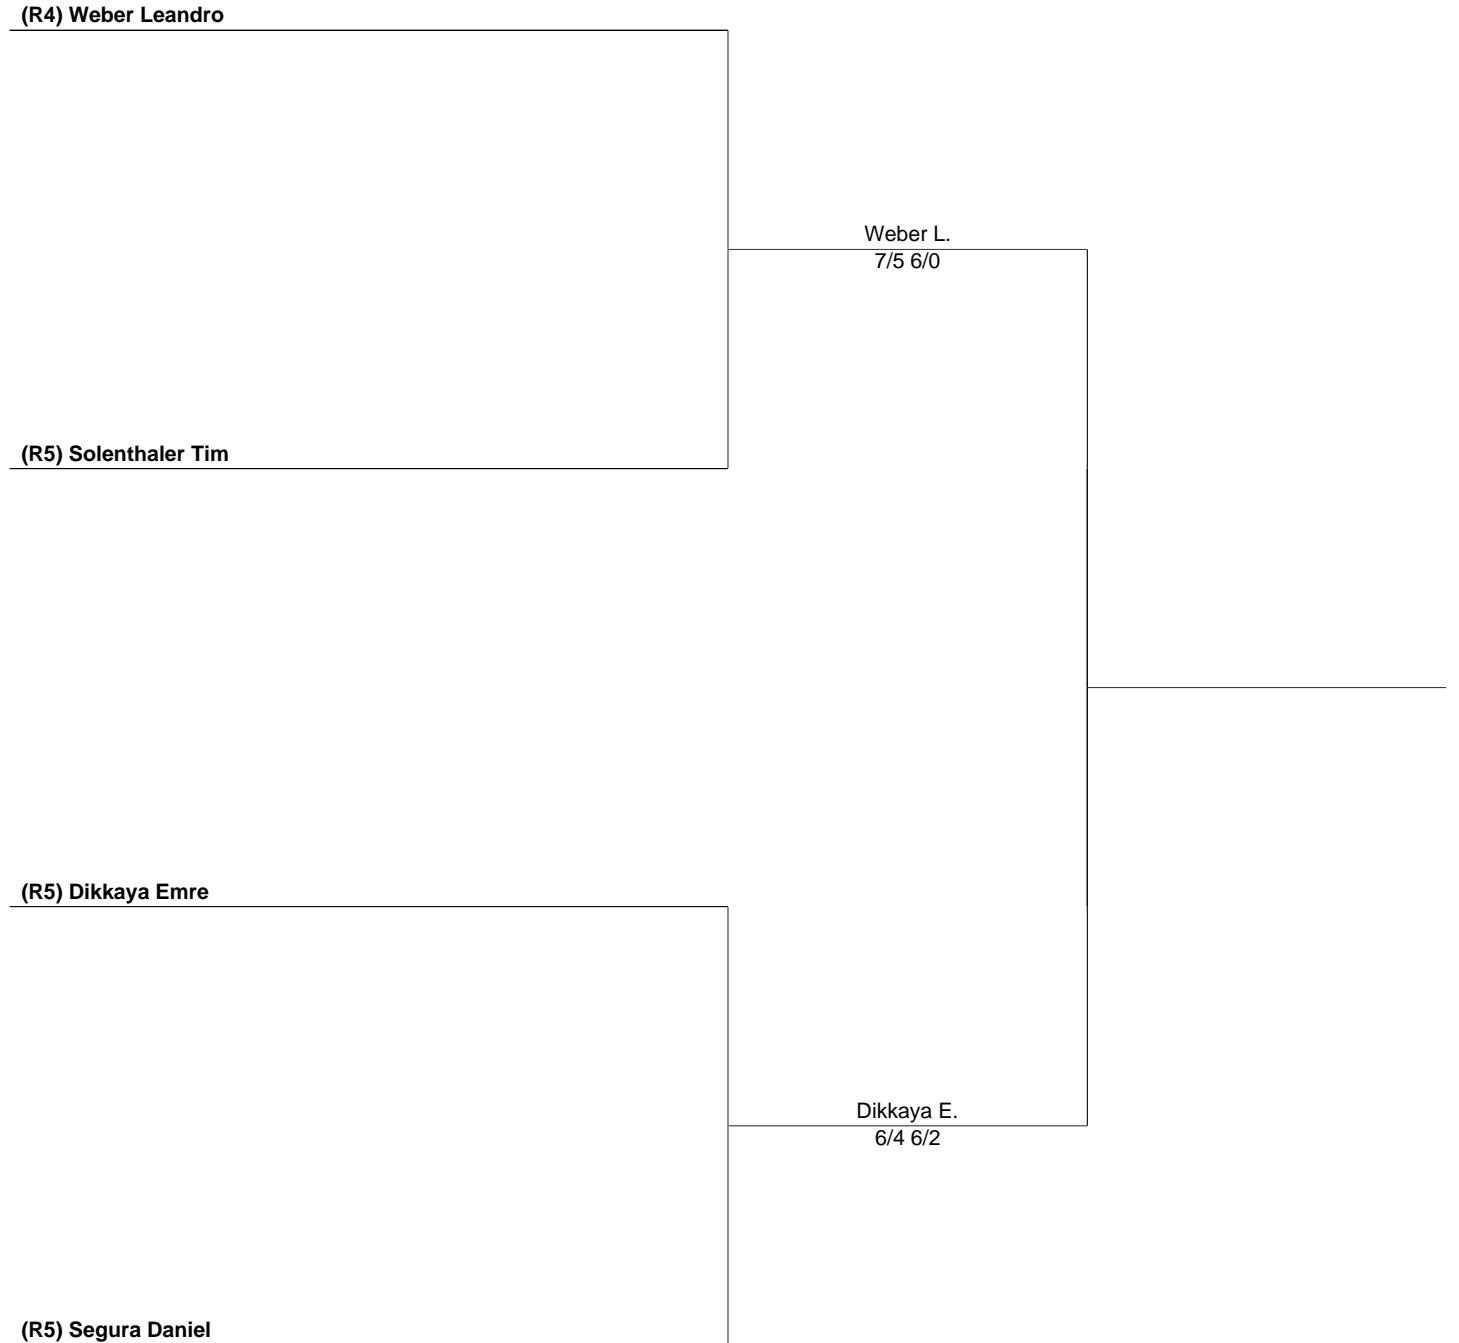 (R4) Weber Leandro
Weber L.
7/5 6/0
(R5) Solenthaler Tim
(R5) Dikkaya Emre
Dikkaya E.
6/4 6/2
(R5) Segura Daniel